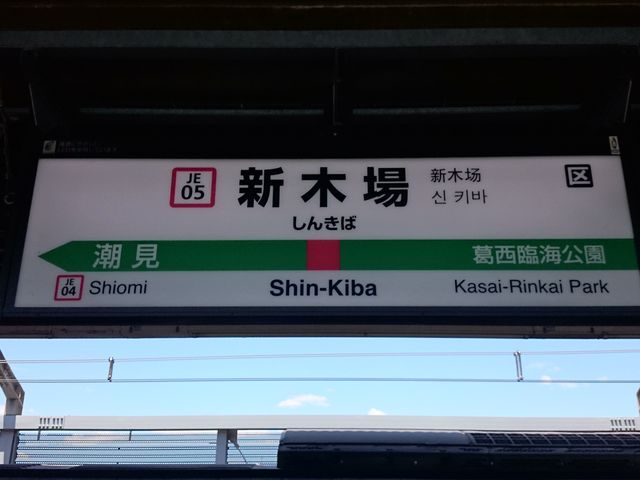 JE
05
新木場
しんきば
新木场
신 키바
区
潮見
葛西臨海公園
JE
04
Shiomi
Shin-Kiba
Kasai-Rinkai Park